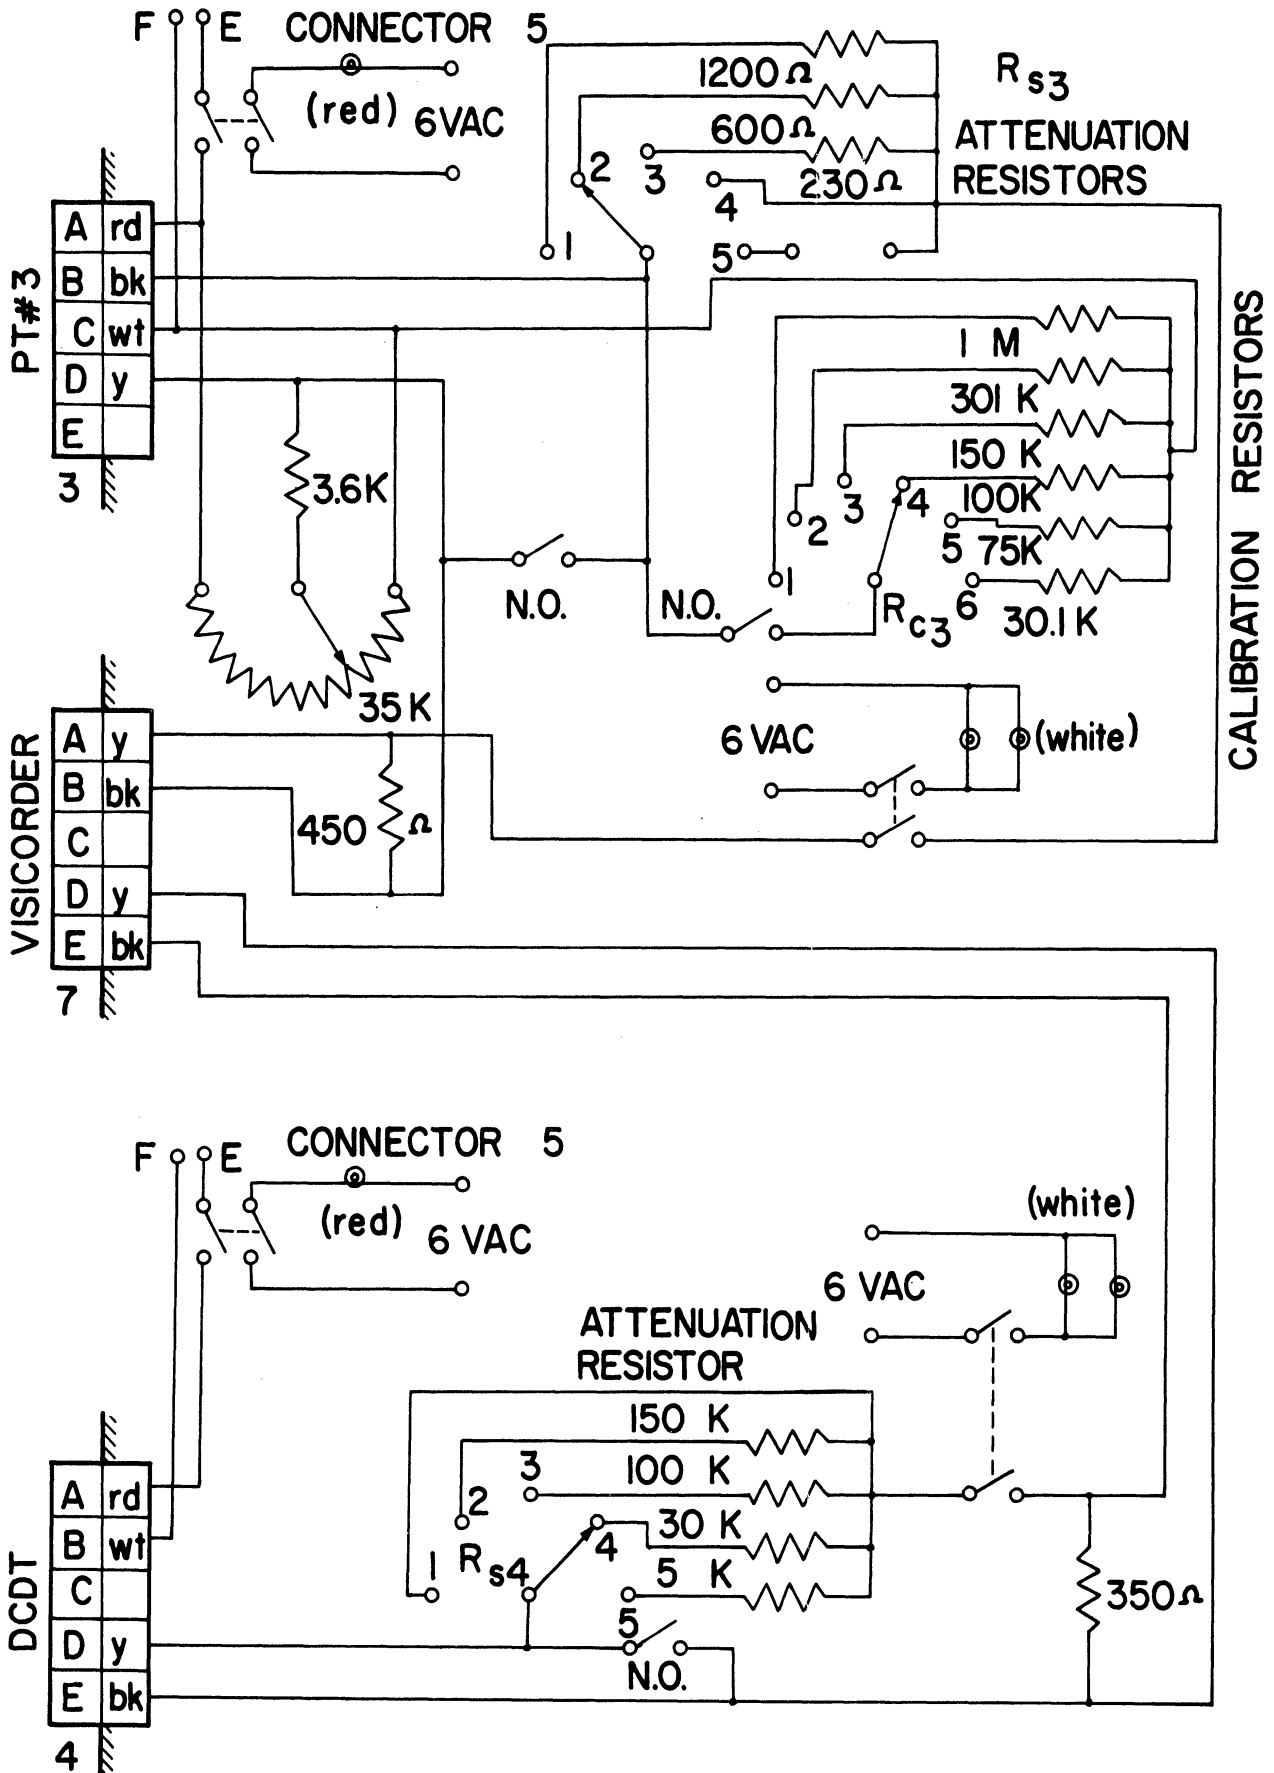 F E CONNECTOR 5
(red) 6VAC
1200Ω
600Ω
230Ω
R s3
ATTENUATION
RESISTORS
1
2
3
4
5
PT#3
A rd
B bk
C wt
D y
E
3
3.6K
35K
N.O.
N.O.
1 M
301 K
150 K
100K
75K
30.1K
1
2
3
4
5
6
R c3
CALIBRATION RESISTORS
6 VAC
(white)
VISICORDER
A y
B bk
C
D y
E bk
7
450 Ω
F E CONNECTOR 5
(red) 6 VAC
(white)
6 VAC
ATTENUATION
RESISTOR
150 K
100 K
30 K
5 K
1
2
3
4
5
R s4
N.O.
350Ω
DCDT
A rd
B wt
C
D y
E bk
4